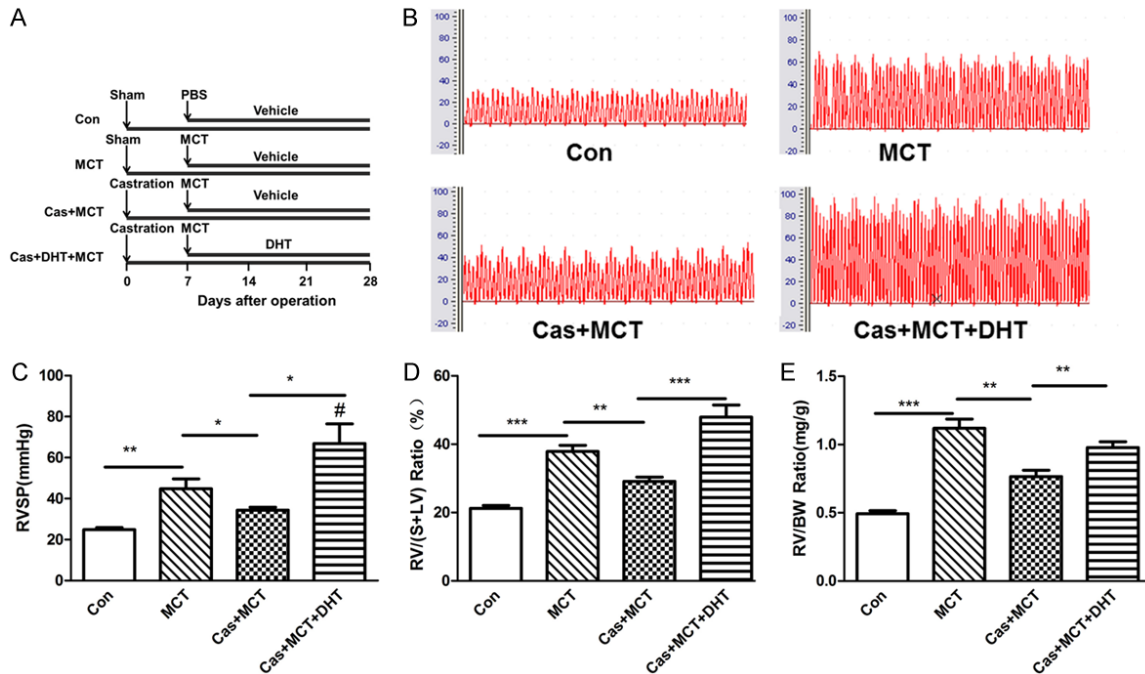 A
Sham PBS
Con Vehicle
Sham MCT
MCT Vehicle
Castration MCT
Cas+MCT Vehicle
Castration MCT
Cas+DHT+MCT DHT
0 7 14 21 28
Days after operation
B
100
80
60
40
20
0
-20
Con
100
80
60
40
20
0
-20
MCT
100
80
60
40
20
0
-20
Cas+MCT
100
90
80
70
60
50
40
30
20
10
0
-20
Cas+MCT+DHT
C
RVSP(mmHg)
100
80
60
40
20
0
**
*
*
#
Con
MCT
Cas+MCT
Cas+MCT+DHT
D
RV/(S+LV) Ratio (%)
60
40
20
0
***
**
***
Con
MCT
Cas+MCT
Cas+MCT+DHT
E
RV/BW Ratio(mg/g)
1.5
1.0
0.5
0.0
***
**
**
Con
MCT
Cas+MCT
Cas+MCT+DHT